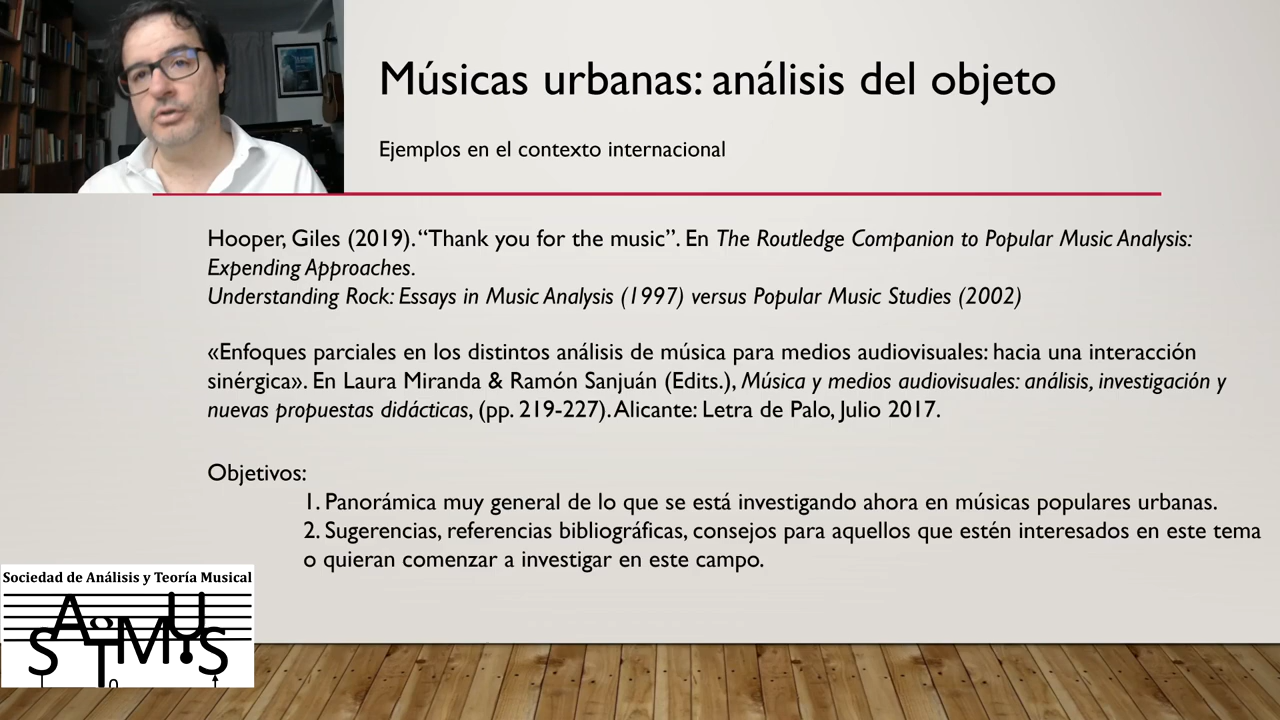 Músicas urbanas: análisis del objeto
Ejemplos en el contexto internacional
Hooper, Giles (2019). “Thank you for the music”. En The Routledge Companion to Popular Music Analysis:
Expending Approaches.
Understanding Rock: Essays in Music Analysis (1997) versus Popular Music Studies (2002)
«Enfoques parciales en los distintos análisis de música para medios audiovisuales: hacia una interacción
sinérgica». En Laura Miranda & Ramón Sanjuán (Edits.), Música y medios audiovisuales: análisis, investigación y
nuevas propuestas didácticas, (pp. 219-227). Alicante: Letra de Palo, Julio 2017.
Objetivos:
1. Panorámica muy general de lo que se está investigando ahora en músicas populares urbanas.
2. Sugerencias, referencias bibliográficas, consejos para aquellos que estén interesados en este tema
o quieran comenzar a investigar en este campo.
Sociedad de Análisis y Teoría Musical
SATMUS